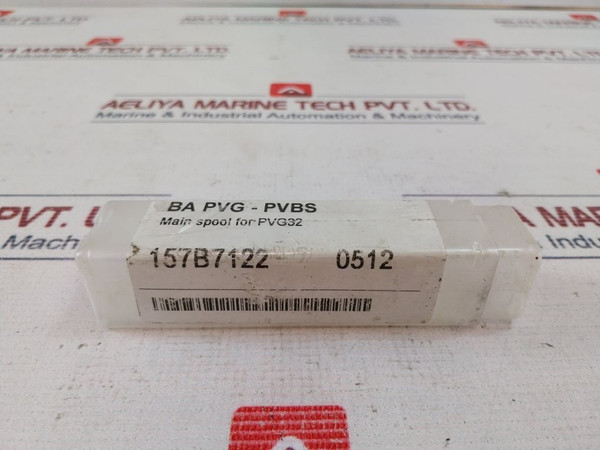 AELIYA MARINE TECH PVT. LTD.
Marine & Industrial Automation & Machinery
BA PVG - PVBS
Main spool for PVG32
157B7122 0512